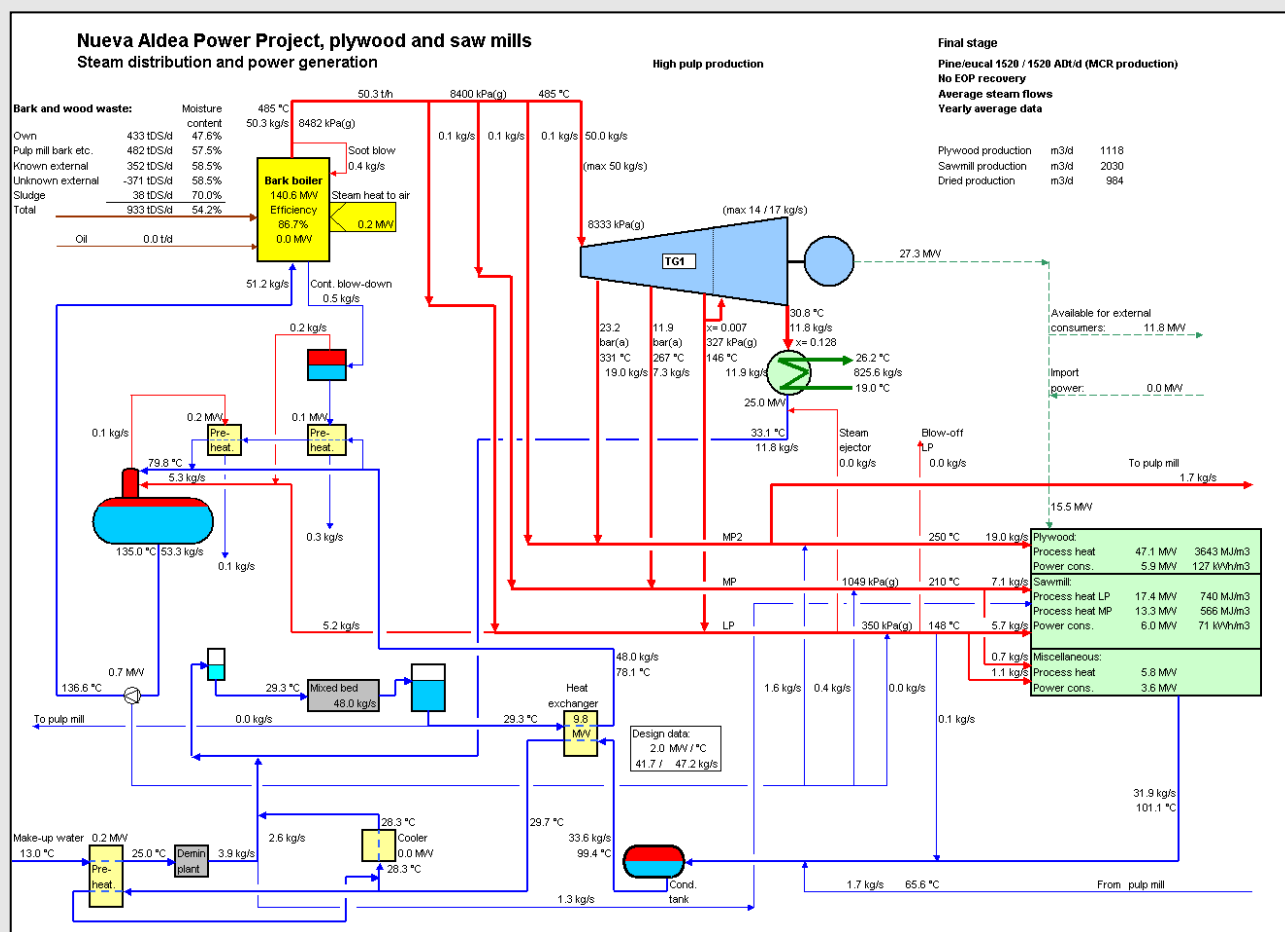 Nueva Aldea Power Project, plywood and saw mills
Steam distribution and power generation
High pulp production
Final stage
Pine/eucal 1520 / 1520 ADt/d (MCR production)
No EOP recovery
Average steam flows
Yearly average data
Plywood production m3/d 1118
Sawmill production m3/d 2030
Dried production m3/d 984
Bark and wood waste: Moisture
content
Own 433 tDS/d 47.6%
Pulp mill bark etc. 482 tDS/d 57.5%
Known external 352 tDS/d 58.5%
Unknown external -371 tDS/d 58.5%
Sludge 38 tDS/d 70.0%
Total 933 tDS/d 54.2%
Oil 0.0 t/d
485 °C
50.3 kg/s 8482 kPa(g)
50.3 t/h 8400 kPa(g) 485 °C
Soot blow
0.4 kg/s
Bark boiler
140.6 MW
Efficiency
86.7%
0.0 MW
Steam heat to air
0.2 MW
0.1 kg/s 0.1 kg/s 0.1 kg/s 50.0 kg/s
(max 50 kg/s)
(max 14 / 17 kg/s)
8333 kPa(g)
TG1
27.3 MW
51.2 kg/s
Cont. blow-down
0.5 kg/s
0.2 kg/s
23.2
bar(a)
331 °C
19.0 kg/s
11.9
bar(a)
267 °C
7.3 kg/s
x= 0.007
327 kPa(g)
146 °C
11.9 kg/s
30.8 °C
11.8 kg/s
x= 0.128
26.2 °C
825.6 kg/s
19.0 °C
25.0 MW
33.1 °C
11.8 kg/s
Available for external
consumers: 11.8 MW
Import
power: 0.0 MW
Steam
ejector
0.0 kg/s
Blow-off
LP
0.0 kg/s
To pulp mill
1.7 kg/s
15.5 MW
0.1 kg/s
0.2 MW
Pre-
heat.
0.1 MW
Pre-
heat.
79.8 °C
5.3 kg/s
135.0 °C 53.3 kg/s
0.3 kg/s
0.1 kg/s
MP2 250 °C 19.0 kg/s
MP 1049 kPa(g) 210 °C 7.1 kg/s
LP 350 kPa(g) 148 °C 5.7 kg/s
0.7 kg/s
1.1 kg/s
Plywood:
Process heat 47.1 MW 3643 MJ/m3
Power cons. 5.9 MW 127 kWh/m3
Sawmill:
Process heat LP 17.4 MW 740 MJ/m3
Process heat MP 13.3 MW 566 MJ/m3
Power cons. 6.0 MW 71 kWh/m3
Miscellaneous:
Process heat 5.8 MW
Power cons. 3.6 MW
5.2 kg/s
0.7 MW
136.6 °C
29.3 °C
Mixed bed
48.0 kg/s
48.0 kg/s
78.1 °C
Heat
exchanger
9.8
MW
29.3 °C
To pulp mill 0.0 kg/s
Design data:
2.0 MW / °C
41.7 / 47.2 kg/s
1.6 kg/s 0.4 kg/s 0.0 kg/s
0.1 kg/s
31.9 kg/s
101.1 °C
Make-up water 0.2 MW
13.0 °C
Pre-
heat.
25.0 °C
Demin
plant
3.9 kg/s
2.6 kg/s
28.3 °C
Cooler
0.0 MW
28.3 °C
29.7 °C
33.6 kg/s
99.4 °C
Cond.
tank
1.3 kg/s
1.7 kg/s 65.6 °C From pulp mill